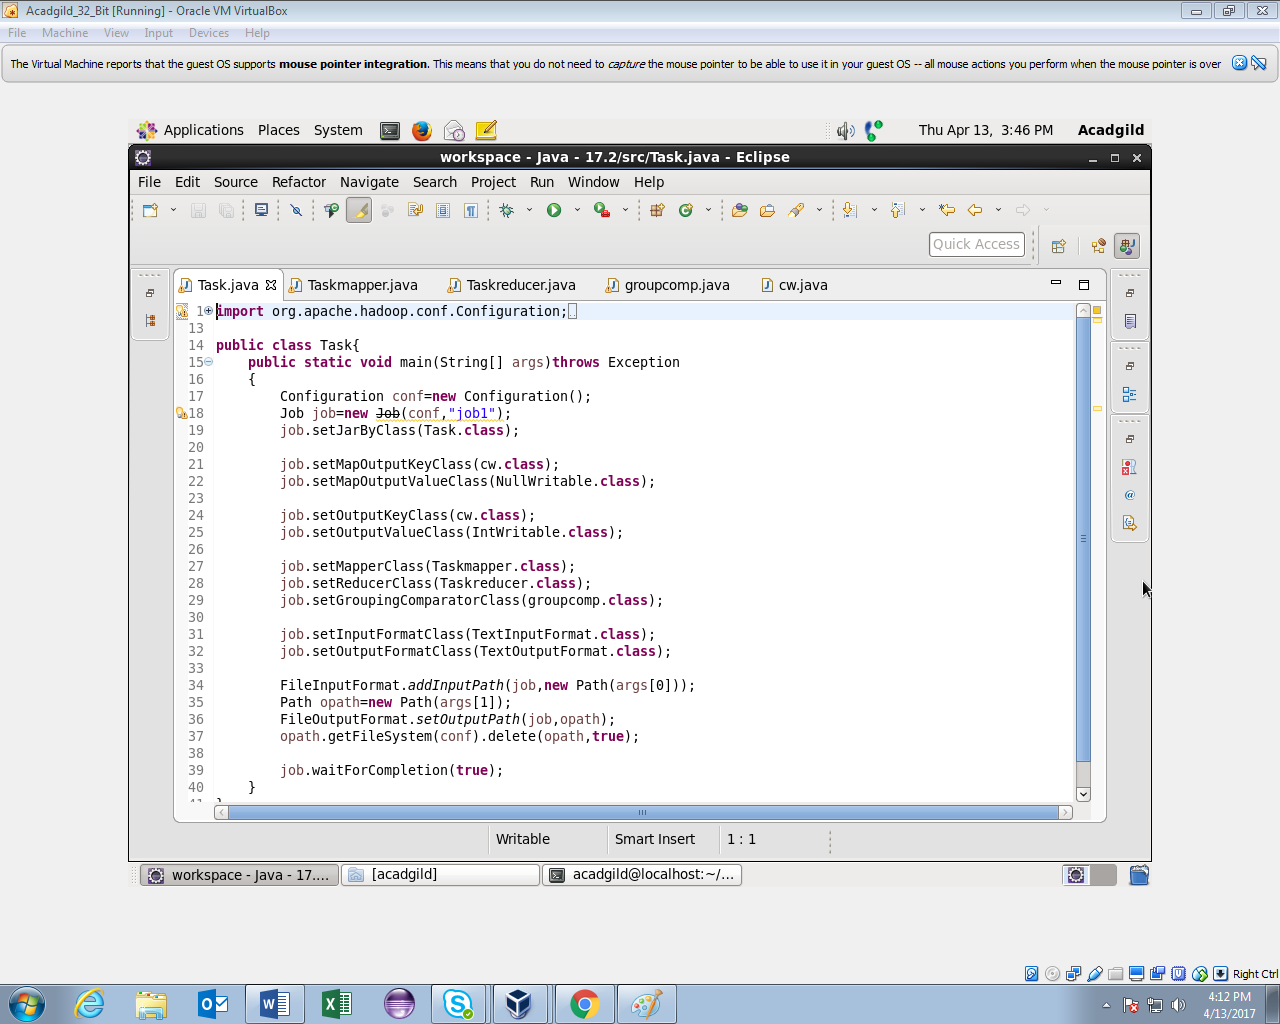 Acadgild_32_Bit [Running] - Oracle VM VirtualBox
File Machine View Input Devices Help
The Virtual Machine reports that the guest OS supports mouse pointer integration. This means that you do not need to capture the mouse pointer to be able to use it in your guest OS -- all mouse actions you perform when the mouse pointer is over
Applications Places System Thu Apr 13, 3:46 PM Acadgild
workspace - Java - 17.2/src/Task.java - Eclipse
File Edit Source Refactor Navigate Search Project Run Window Help
Quick Access
Task.java Taskmapper.java Taskreducer.java groupcomp.java cw.java
1 import org.apache.hadoop.conf.Configuration;
13
14 public class Task{
15     public static void main(String[] args)throws Exception
16     {
17         Configuration conf=new Configuration();
18         Job job=new Job(conf,"job1");
19         job.setJarByClass(Task.class);
20
21         job.setMapOutputKeyClass(cw.class);
22         job.setMapOutputValueClass(NullWritable.class);
23
24         job.setOutputKeyClass(cw.class);
25         job.setOutputValueClass(IntWritable.class);
26
27         job.setMapperClass(Taskmapper.class);
28         job.setReducerClass(Taskreducer.class);
29         job.setGroupingComparatorClass(groupcomp.class);
30
31         job.setInputFormatClass(TextInputFormat.class);
32         job.setOutputFormatClass(TextOutputFormat.class);
33
34         FileInputFormat.addInputPath(job,new Path(args[0]));
35         Path opath=new Path(args[1]);
36         FileOutputFormat.setOutputPath(job,opath);
37         opath.getFileSystem(conf).delete(opath,true);
38
39         job.waitForCompletion(true);
40     }
41 }
Writable Smart Insert 1 : 1
workspace - Java - 17.... [acadgild] acadgild@localhost:~/...
Right Ctrl
4:12 PM
4/13/2017